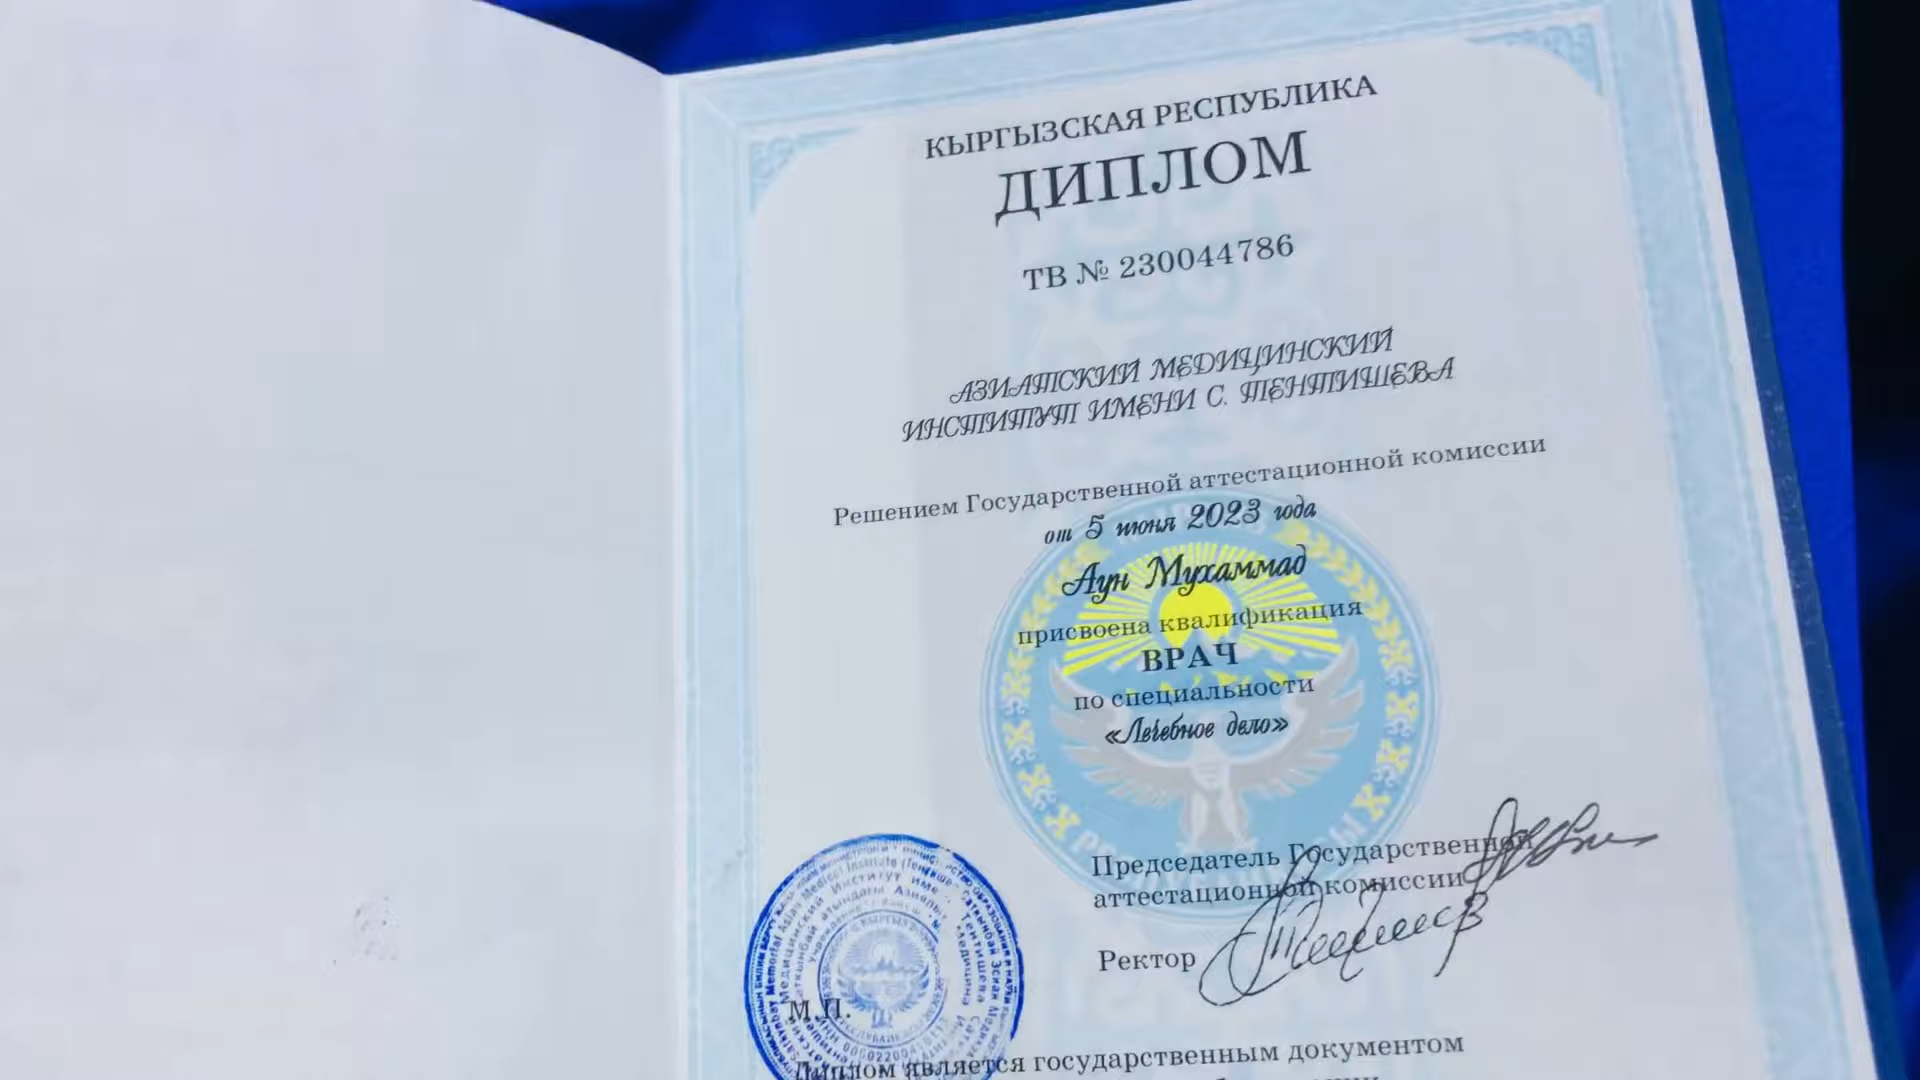 КЫРГЫЗСКАЯ РЕСПУБЛИКА
ДИПЛОМ
ТВ № 230044786
АЗИАТСКИЙ МЕДИЦИНСКИЙ
ИНСТИТУТ ИМЕНИ С. ТЕНТИШЕВА
Решением Государственной аттестационной комиссии
от 5 июня 2023 года
Аун Мухаммад
присвоена квалификация
ВРАЧ
по специальности
«Лечебное дело»
Председатель Государственной
аттестационной комиссии
Ректор
М.П.
Диплом является государственным документом